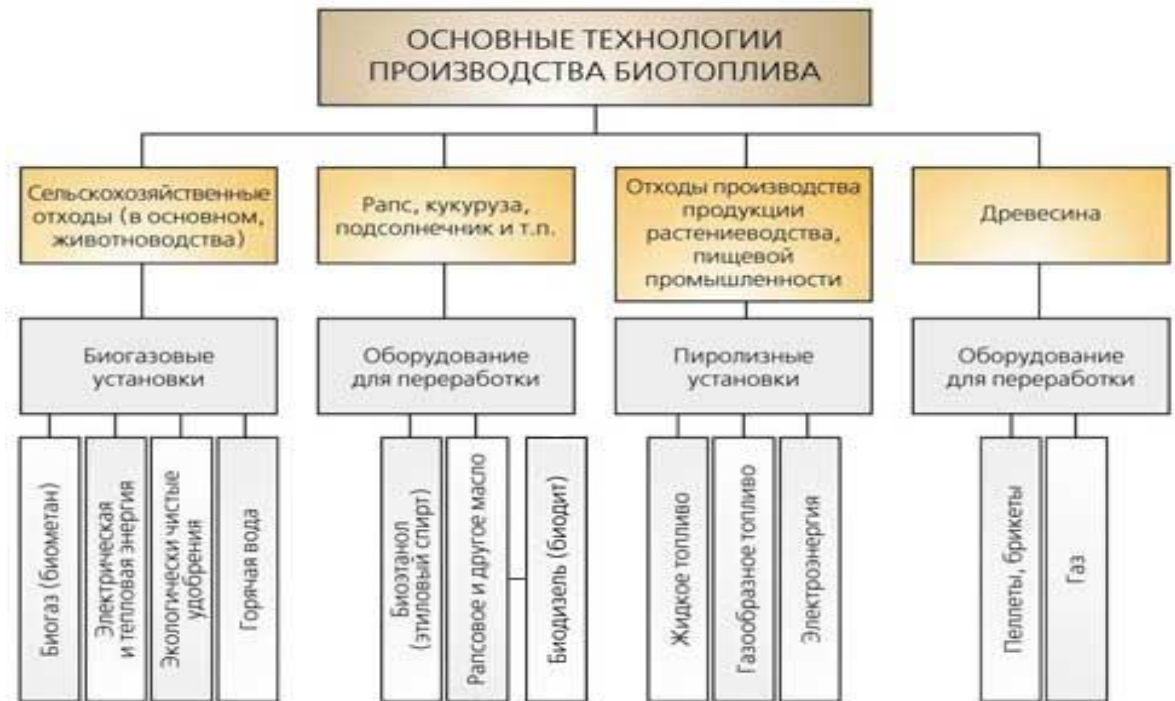 ОСНОВНЫЕ ТЕХНОЛОГИИ
ПРОИЗВОДСТВА БИОТОПЛИВА
Сельскохозяйственные
отходы (в основном,
животноводства)
Рапс, кукуруза,
подсолнечник и т.п.
Отходы производства
продукции
растениеводства,
пищевой
промышленности
Древесина
Биогазовые
установки
Оборудование
для переработки
Пиролизные
установки
Оборудование
для переработки
Биогаз (биометан)
Электрическая
и тепловая энергия
Экологически чистые
удобрения
Горячая вода
Биоэтанол
(этиловый спирт)
Рапсовое и другое масло
Биодизель (биодит)
Жидкое топливо
Газообразное топливо
Электроэнергия
Пеллеты, брикеты
Газ